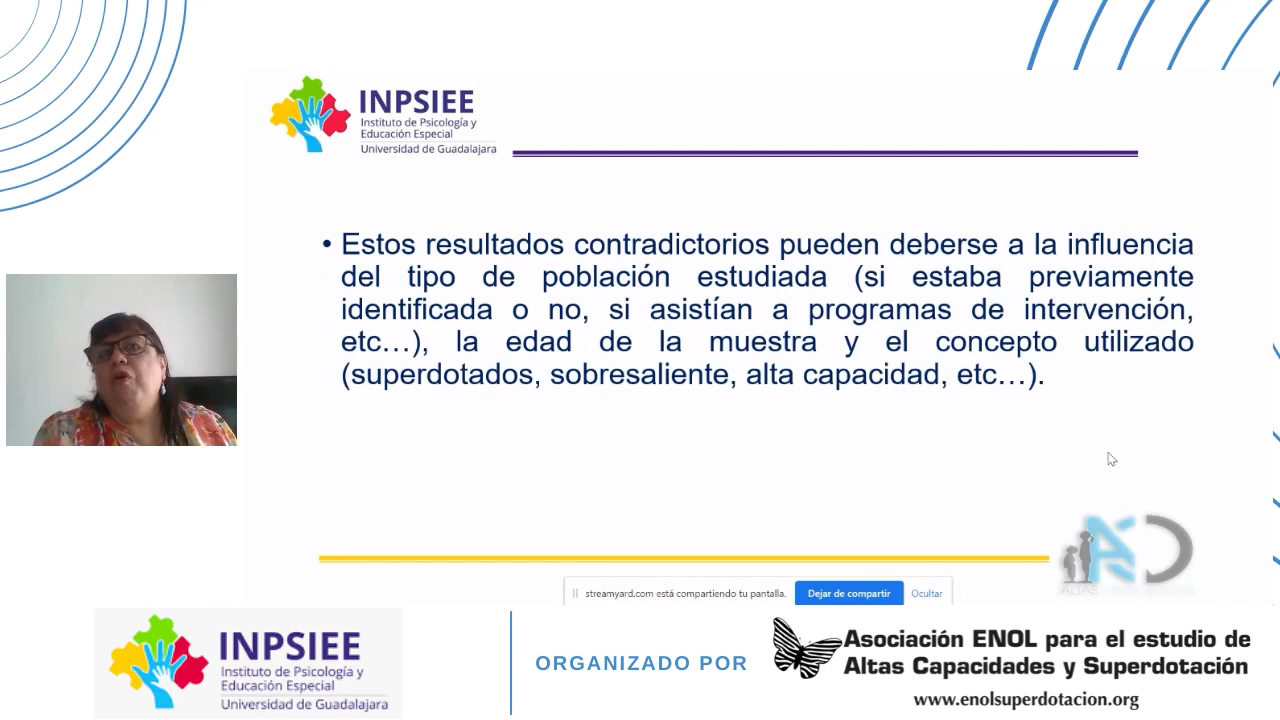 INPSIEE
Instituto de Psicología y
Educación Especial
Universidad de Guadalajara
• Estos resultados contradictorios pueden deberse a la influencia
del tipo de población estudiada (si estaba previamente
identificada o no, si asistían a programas de intervención,
etc…), la edad de la muestra y el concepto utilizado
(superdotados, sobresaliente, alta capacidad, etc…).
AC
ALTAS
streamyard.com está compartiendo tu pantalla.
Dejar de compartir
Ocultar
INPSIEE
Instituto de Psicología y
Educación Especial
Universidad de Guadalajara
ORGANIZADO POR
Asociación ENOL para el estudio de
Altas Capacidades y Superdotación
www.enolsuperdotacion.org